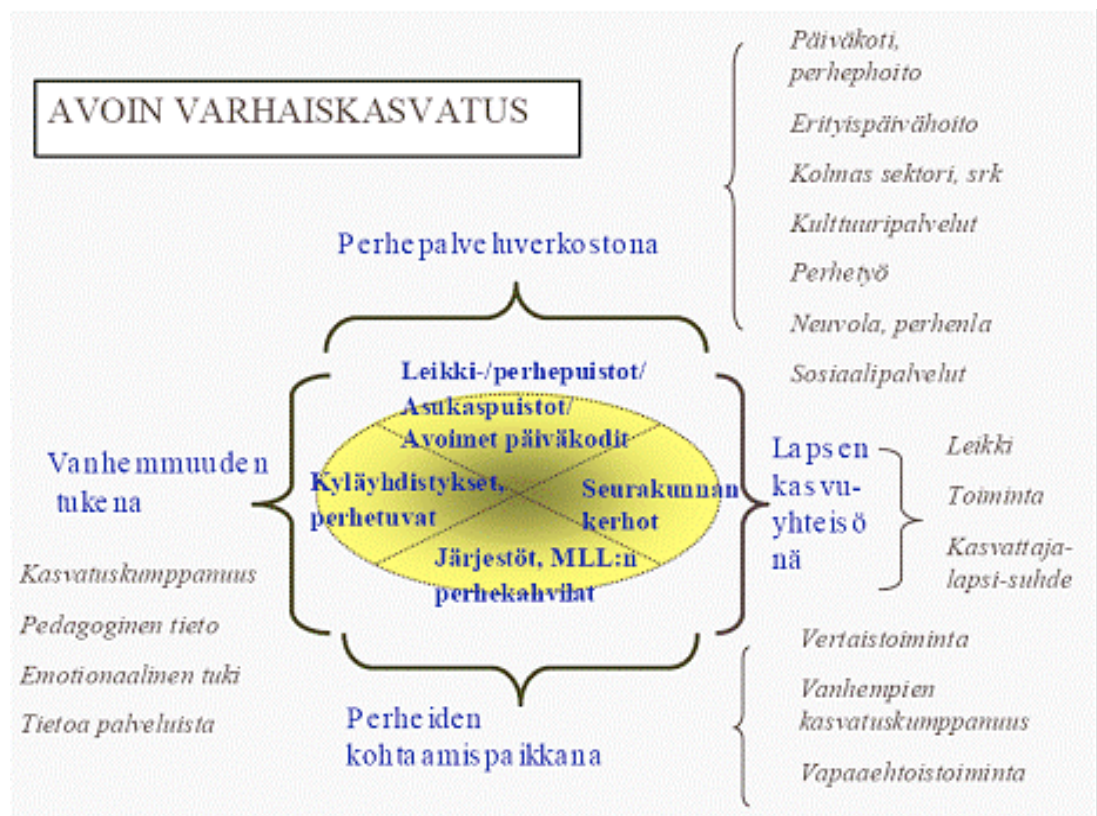 AVOIN VARHAISKASVATUS
Päiväkoti,
perhephoito
Erityispäivähoito
Kolmas sektori, srk
Kulttuuripalvelut
Perhetyö
Neuvola, perhenla
Sosiaalipalvelut
Perhepalveluverkostona
Leikki-/perhepuistot/
Asukaspuistot/
Avoimet päiväkodit
Kyläyhdistykset,
perhetuvat
Seurakunnan
kerhot
Järjestöt, MLL:n
perhekahvilat
Vanhemmuuden
tukena
Kasvatuskumppanuus
Pedagoginen tieto
Emotionaalinen tuki
Tietoa palveluista
Lapsen
kasvu-
yhteisö
nä
Leikki
Toiminta
Kasvattaja-
lapsi-suhde
Perheiden
kohtaamispaikkana
Vertaistoiminta
Vanhempien
kasvatuskumppanuus
Vapaaehtoistoiminta